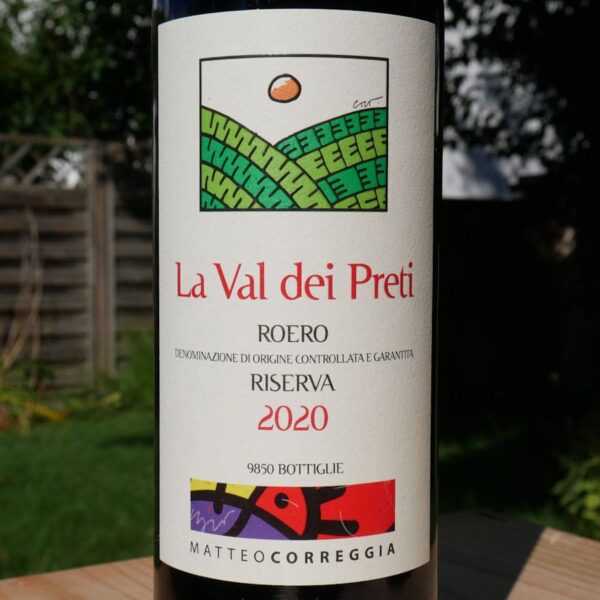 La Val dei Preti
ROERO
DENOMINAZIONE DI ORIGINE CONTROLLATA E GARANTITA
RISERVA
2020
9850 BOTTIGLIE
MATTEOCORREGGIA